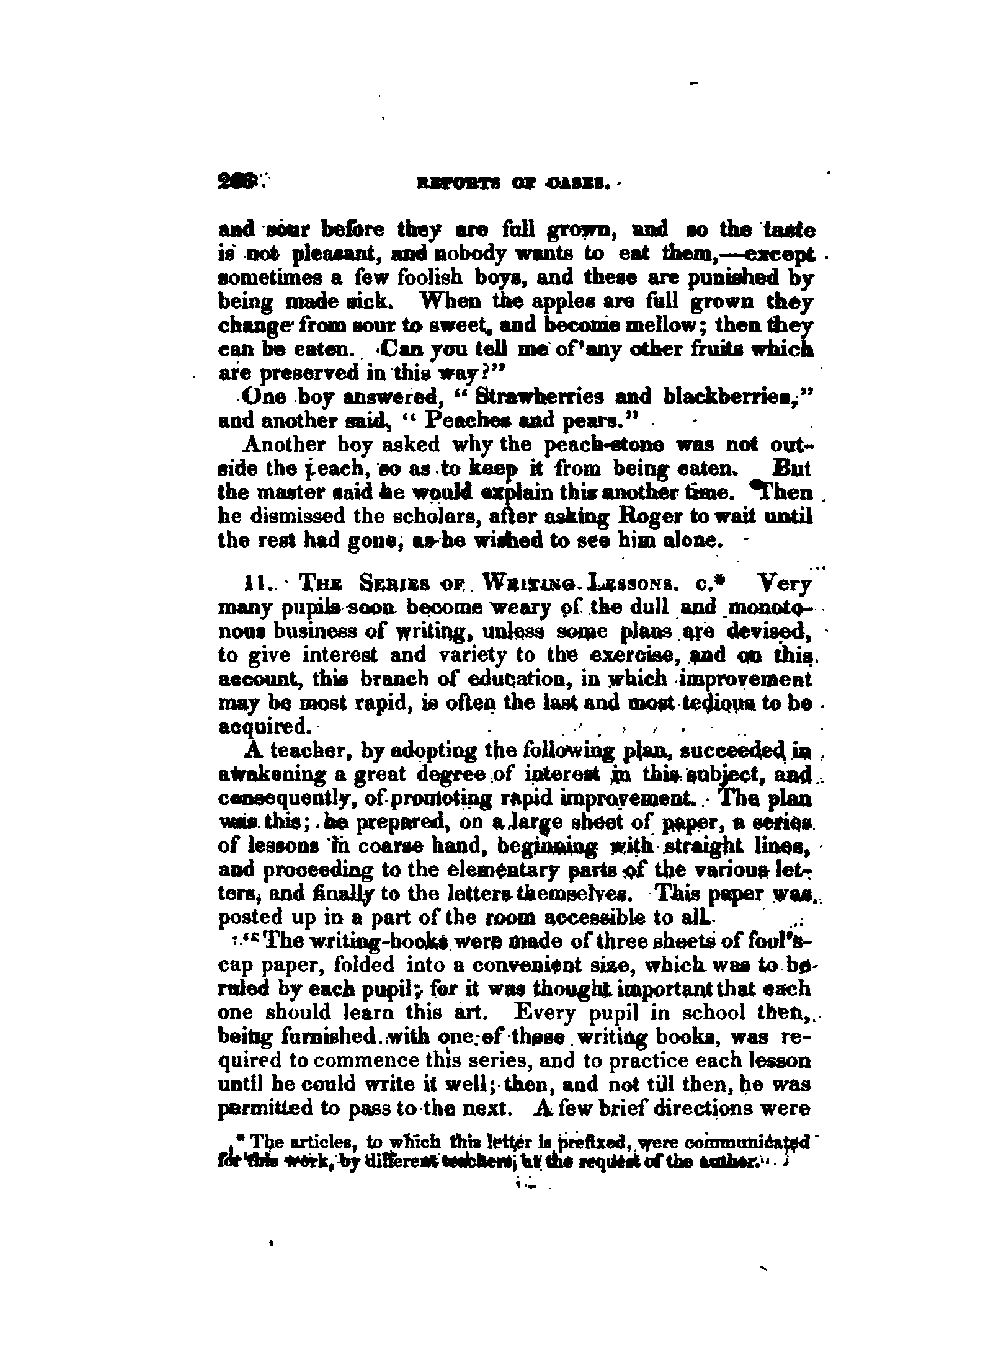 REPORTS OF CASES.
and sour before they are full grown, and so the taste
is not pleasant, and nobody wants to eat them,—except
sometimes a few foolish boys, and these are punished by
being made sick. When the apples are full grown they
change from sour to sweet, and become mellow; then they
can be eaten. Can you tell me of any other fruits which
are preserved in this way?"
One boy answered, " Strawberries and blackberries,"
and another said, " Peaches and pears."
Another boy asked why the peach-stone was not out-
side the peach, so as to keep it from being eaten. But
the master said he would explain this another time. Then
he dismissed the scholars, after asking Roger to wait until
the rest had gone, as he wished to see him alone.
11. THE SERIES OF WRITING LESSONS. C.* Very
many pupils soon become weary of the dull and monoto-
nous business of writing, unless some plans are devised,
to give interest and variety to the exercise, and on this
account, this branch of education, in which improvement
may be most rapid, is often the last and most tedious to be
acquired.
A teacher, by adopting the following plan, succeeded in
awakening a great degree of interest in this subject, and
consequently, of promoting rapid improvement. The plan
was this; he prepared, on a large sheet of paper, a series
of lessons in coarse hand, beginning with straight lines,
and proceeding to the elementary parts of the various let-
ters, and finally to the letters themselves. This paper was
posted up in a part of the room accessible to all.
"The writing-books were made of three sheets of fool's-
cap paper, folded into a convenient size, which was to be
ruled by each pupil; for it was thought important that each
one should learn this art. Every pupil in school then,
being furnished with one of these writing books, was re-
quired to commence this series, and to practice each lesson
until he could write it well; then, and not till then, he was
permitted to pass to the next. A few brief directions were
* The articles, to which this letter is prefixed, were communicated
for this work, by different teachers, at the request of the author.